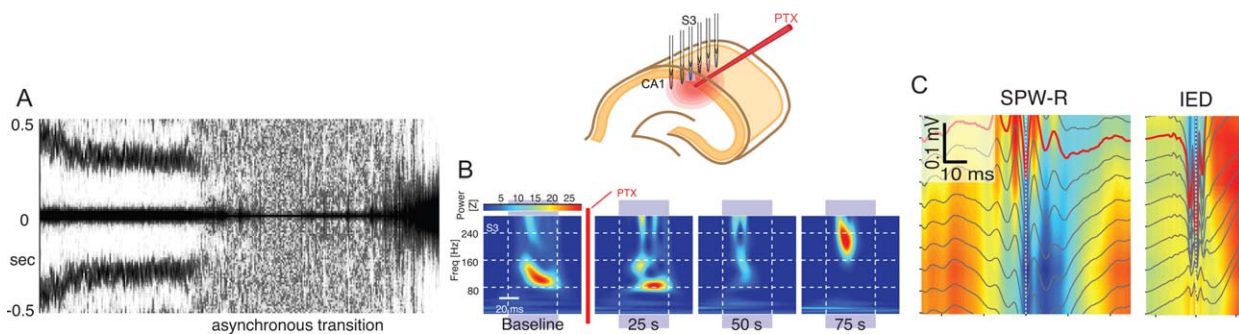 S3
PTX
CA1
A
0.5
0
sec
-0.5
asynchronous transition
B
PTX
Power
[Z]
5 10 15 20 25
S3
Freq [Hz]
240
160
80
20 ms
Baseline
25 s
50 s
75 s
C
SPW-R
IED
0.1 mV
10 ms